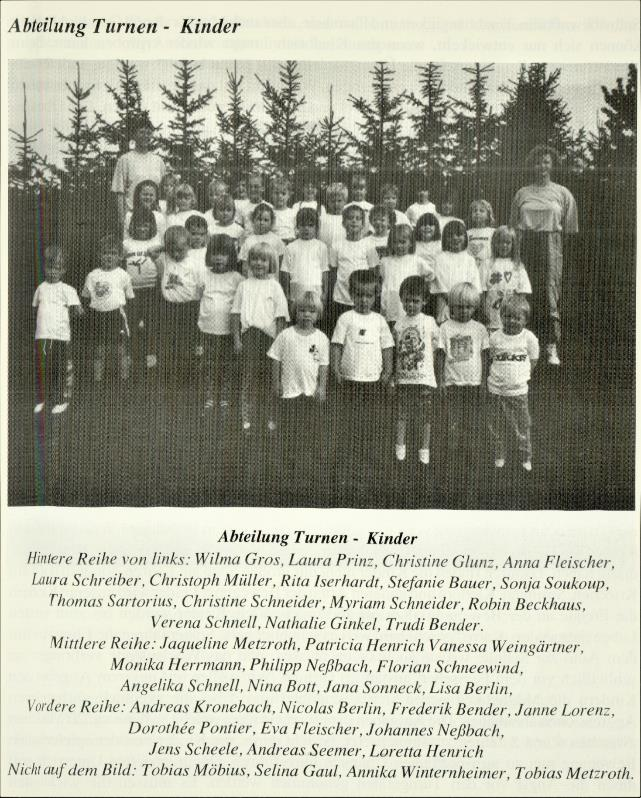 Abteilung Turnen - Kinder
Abteilung Turnen - Kinder
Hintere Reihe von links: Wilma Gros, Laura Prinz, Christine Glunz, Anna Fleischer,
Laura Schreiber, Christoph Müller, Rita Iserhardt, Stefanie Bauer, Sonja Soukoup,
Thomas Sartorius, Christine Schneider, Myriam Schneider, Robin Beckhaus,
Verena Schnell, Nathalie Ginkel, Trudi Bender.
Mittlere Reihe: Jaqueline Metzroth, Patricia Henrich Vanessa Weingärtner,
Monika Herrmann, Philipp Neßbach, Florian Schneewind,
Angelika Schnell, Nina Bott, Jana Sonneck, Lisa Berlin,
Vordere Reihe: Andreas Kronebach, Nicolas Berlin, Frederik Bender, Janne Lorenz,
Dorothée Pontier, Eva Fleischer, Johannes Neßbach,
Jens Scheele, Andreas Seemer, Loretta Henrich
Nicht auf dem Bild: Tobias Möbius, Selina Gaul, Annika Winternheimer, Tobias Metzroth.